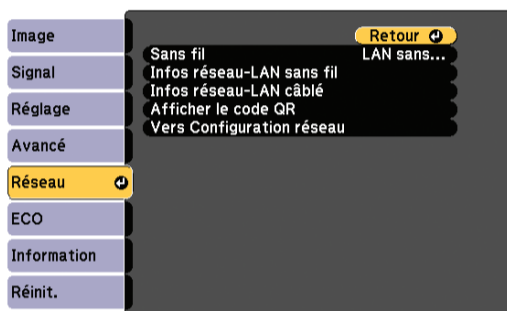 Image
Signal
Réglage
Avancé
Réseau
ECO
Information
Réinit.
Retour
Sans fil LAN sans...
Infos réseau-LAN sans fil
Infos réseau-LAN câblé
Afficher le code QR
Vers Configuration réseau